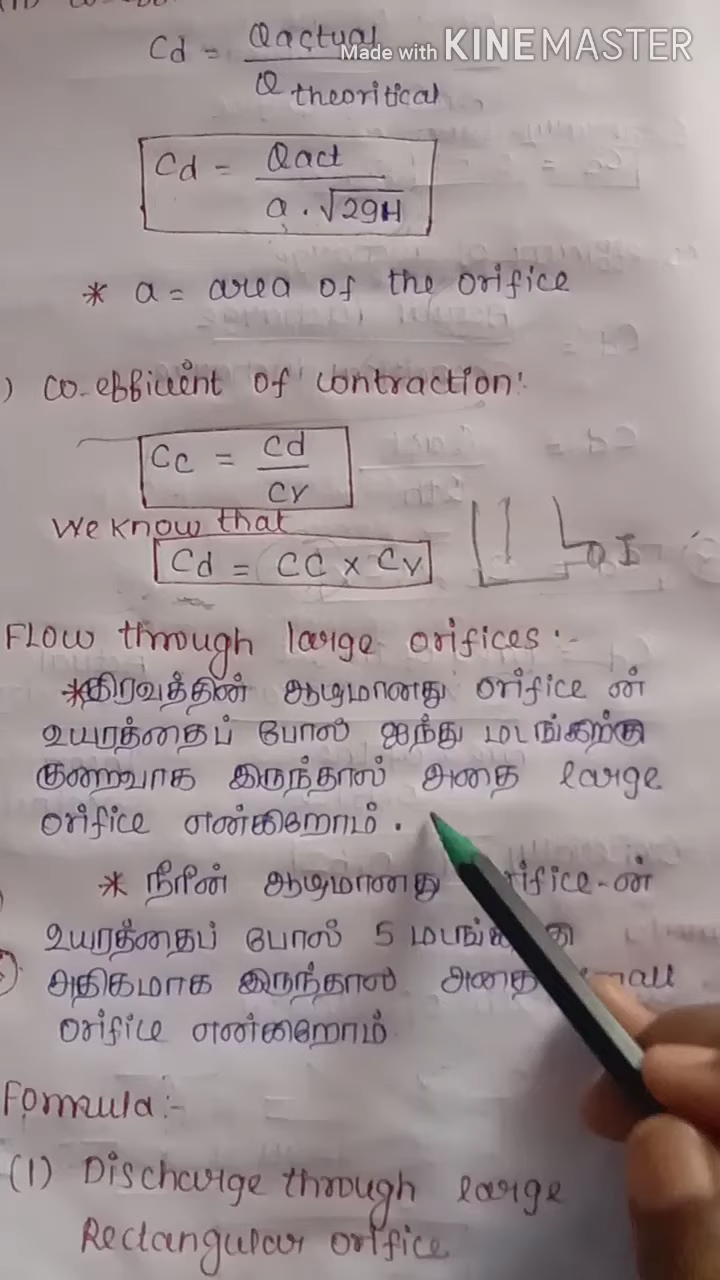 Cd = Qactual
Made with KINEMASTER
Q theoritical
Cd = Qact
a . √2gH
* a = area of the orifice
) co-efficient of contraction:
Cc = Cd
Cv
We know that
Cd = CC x Cv
Flow through large orifices :-
*திரவத்தின் ஆழமானது orifice ன்
உயரத்தைப் போல் ஐந்து மடங்கிற்கு
குறைவாக இருந்தால் அதை large
orifice என்கிறோம் .
* நீரின் ஆழமானது orifice-ன்
உயரத்தைப் போல் 5
அதிகமாக இருந்தால் அதை small
orifice என்கிறோம்
Formula :-
(1) Discharge through large
Rectangular orifice